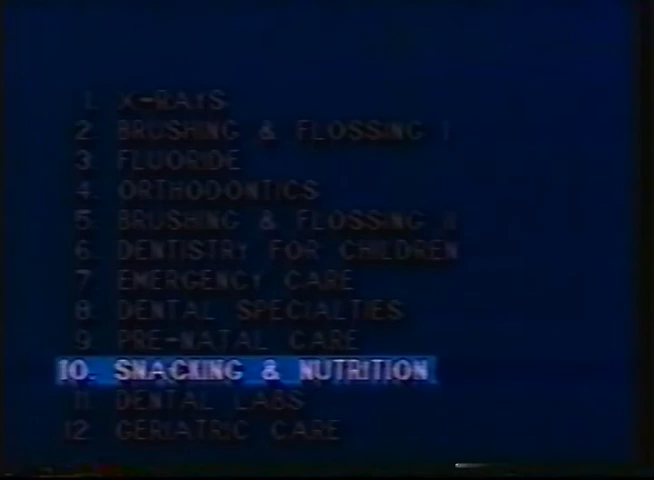 1. X-RAYS
2. BRUSHING & FLOSSING I
3. FLUORIDE
4. ORTHODONTICS
5. BRUSHING & FLOSSING II
6. DENTISTRY FOR CHILDREN
7. EMERGENCY CARE
8. DENTAL SPECIALTIES
9. PRE-NATAL CARE
10. SNACKING & NUTRITION
11. DENTAL LABS
12. GERIATRIC CARE